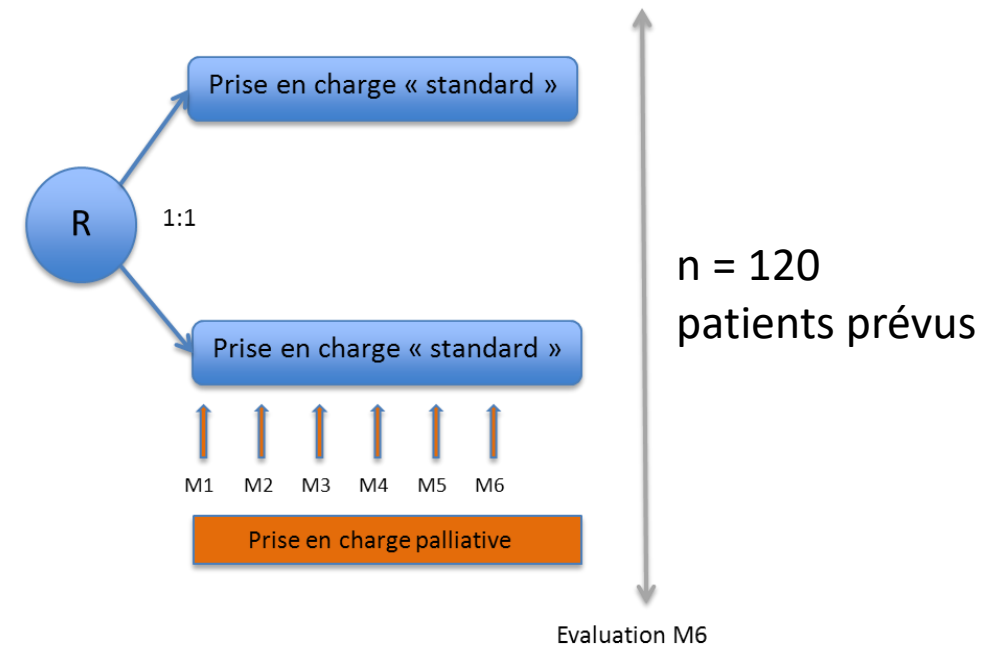 Prise en charge « standard »
R
1:1
n = 120
patients prévus
Prise en charge « standard »
M1 M2 M3 M4 M5 M6
Prise en charge palliative
Evaluation M6